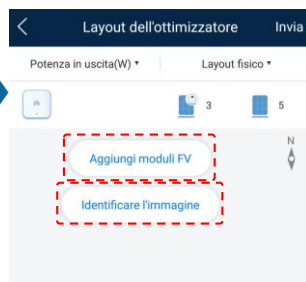 Layout dell'ottimizzatore Invia
Potenza in uscita(W) Layout fisico
3 5
N
Aggiungi moduli FV
Identificare l'immagine